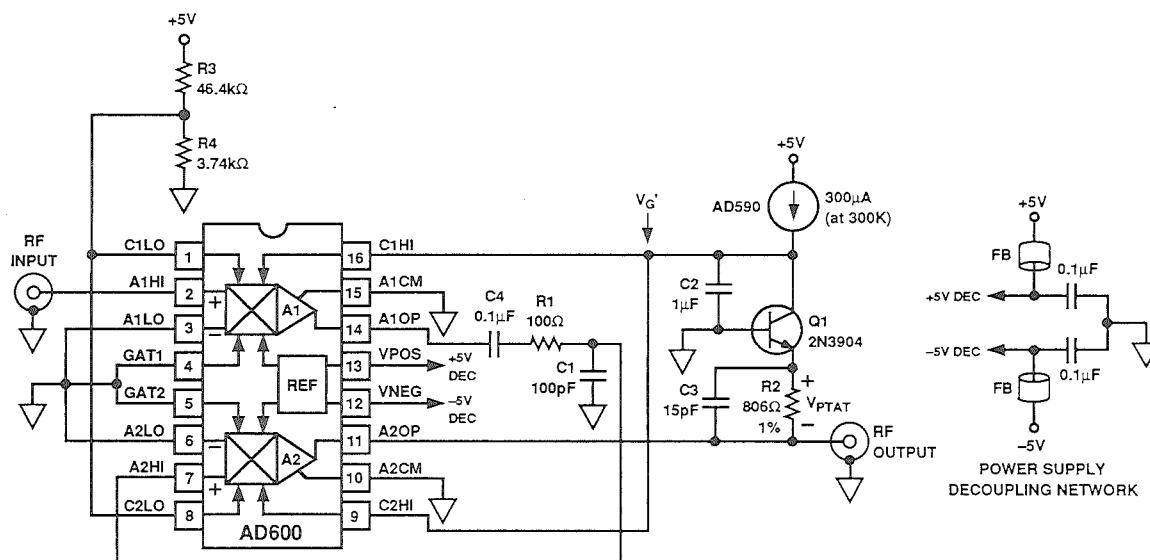 +5V
R3
46.4kΩ
R4
3.74kΩ
RF
INPUT
C1LO
A1HI
A1LO
GAT1
GAT2
A2LO
A2HI
C2LO
1
2
3
4
5
6
7
8
+
−
−
+
A1
REF
A2
AD600
16
15
14
13
12
11
10
9
C1HI
A1CM
A1OP
VPOS
VNEG
A2OP
A2CM
C2HI
+5V
DEC
−5V
DEC
C4
0.1µF
R1
100Ω
C1
100pF
VG'
+5V
AD590
300µA
(at 300K)
C2
1µF
Q1
2N3904
C3
15pF
R2
806Ω
1%
+
VPTAT
−
RF
OUTPUT
+5V
FB
0.1µF
+5V DEC
−5V DEC
FB
0.1µF
−5V
POWER SUPPLY
DECOUPLING NETWORK